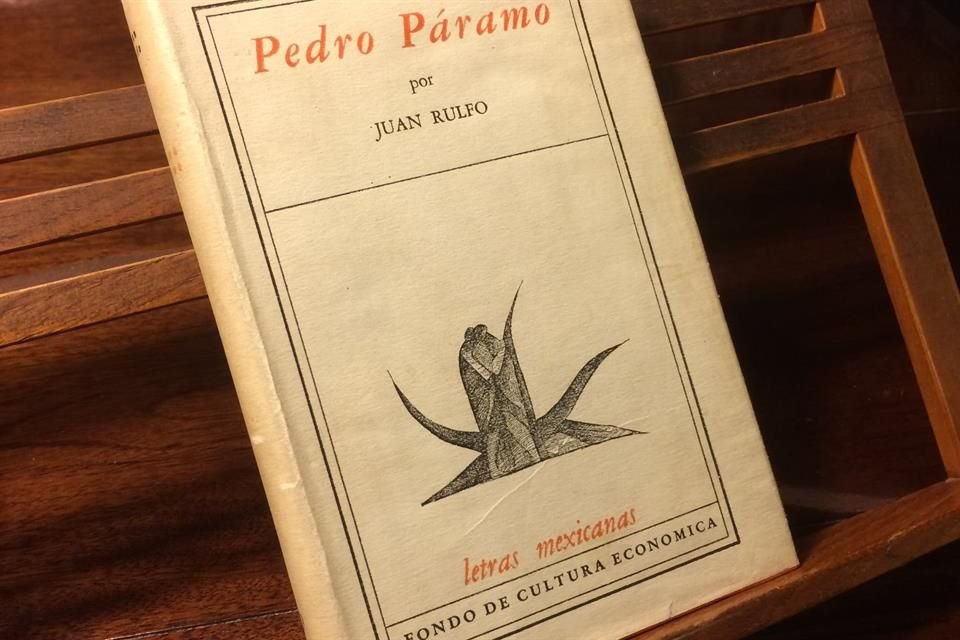 Pedro Páramo
por
JUAN RULFO
letras mexicanas
FONDO DE CULTURA ECONOMICA